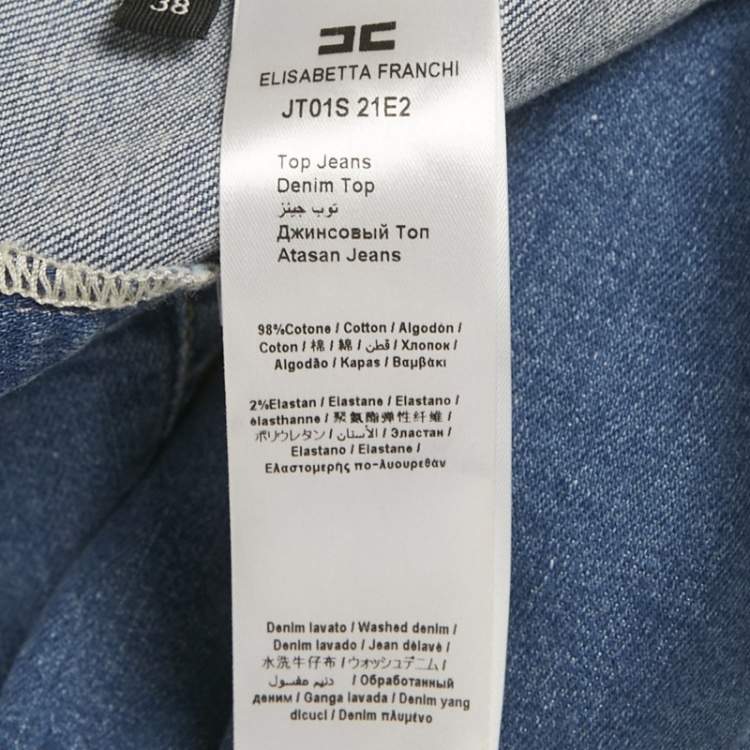 38
ELISABETTA FRANCHI
JT01S 21E2
Top Jeans
Denim Top
توب جينز
Джинсовый Топ
Atasan Jeans
98%Cotone / Cotton / Algodón /
Coton / 棉 / 綿 / قطن / Хлопок /
Algodão / Kapas / Βαμβάκι
2%Elastan / Elastane / Elastano /
élasthanne / 聚氨酯弹性纤维 /
ポリウレタン / الأستان / Эластан /
Elastano / Elastane /
Ελαστομερής πο-λυουρεθάν
Denim lavato / Washed denim /
Denim lavado / Jean délavé /
水洗牛仔布 / ウォッシュデニム /
دنيم مغسول / Обработанный
деним / Ganga lavada / Denim yang
dicuci / Denim πλυμένο